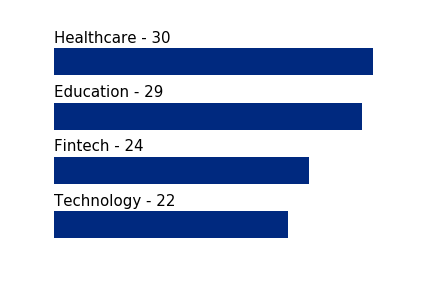 Healthcare - 30
Education - 29
Fintech - 24
Technology - 22